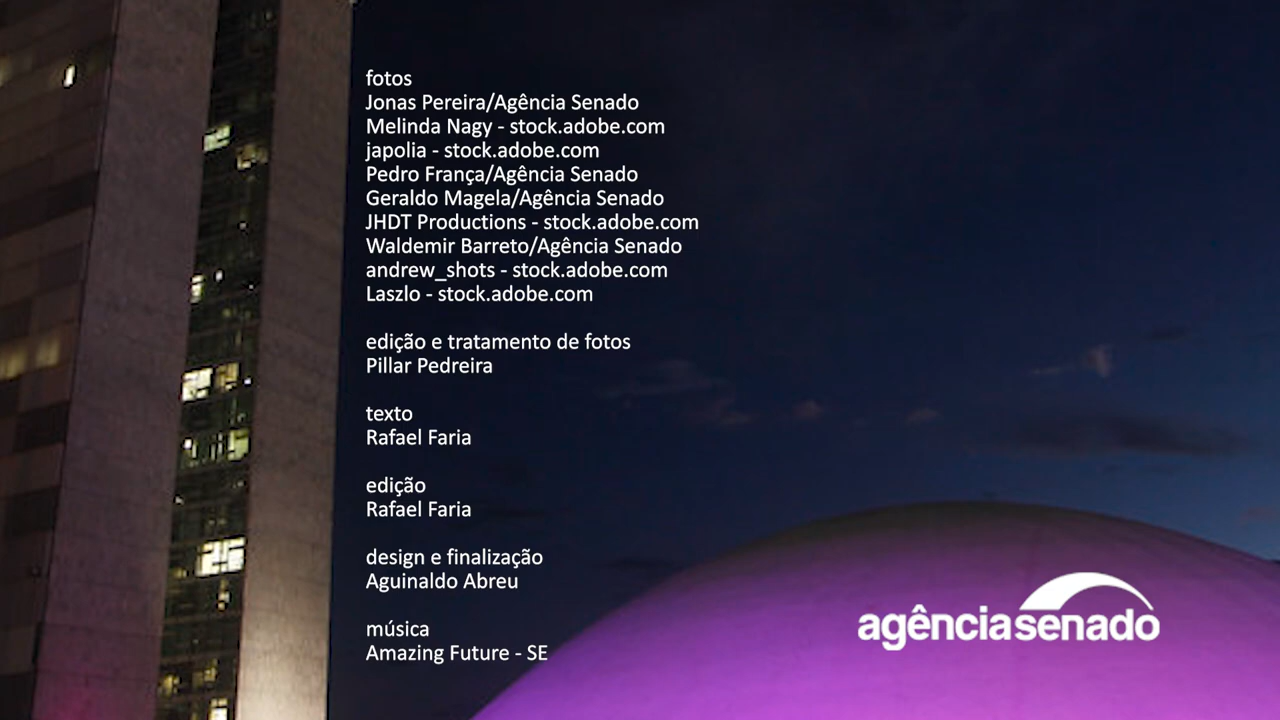 fotos
Jonas Pereira/Agência Senado
Melinda Nagy - stock.adobe.com
japolia - stock.adobe.com
Pedro França/Agência Senado
Geraldo Magela/Agência Senado
JHDT Productions - stock.adobe.com
Waldemir Barreto/Agência Senado
andrew_shots - stock.adobe.com
Laszlo - stock.adobe.com
edição e tratamento de fotos
Pillar Pedreira
texto
Rafael Faria
edição
Rafael Faria
design e finalização
Aguinaldo Abreu
música
Amazing Future - SE
agênciasenado